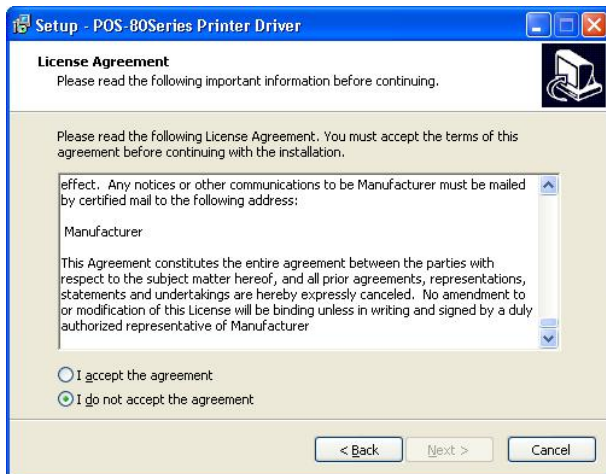 Setup - POS-80Series Printer Driver
License Agreement
Please read the following important information before continuing.
Please read the following License Agreement. You must accept the terms of this
agreement before continuing with the installation.
effect.  Any notices or other communications to be Manufacturer must be mailed
by certified mail to the following address:
Manufacturer
This Agreement constitutes the entire agreement between the parties with
respect to the subject matter hereof, and all prior agreements, representations,
statements and undertakings are hereby expressly canceled.  No amendment to
or modification of this License will be binding unless in writing and signed by a duly
authorized representative of Manufacturer
I accept the agreement
I do not accept the agreement
< Back Next > Cancel